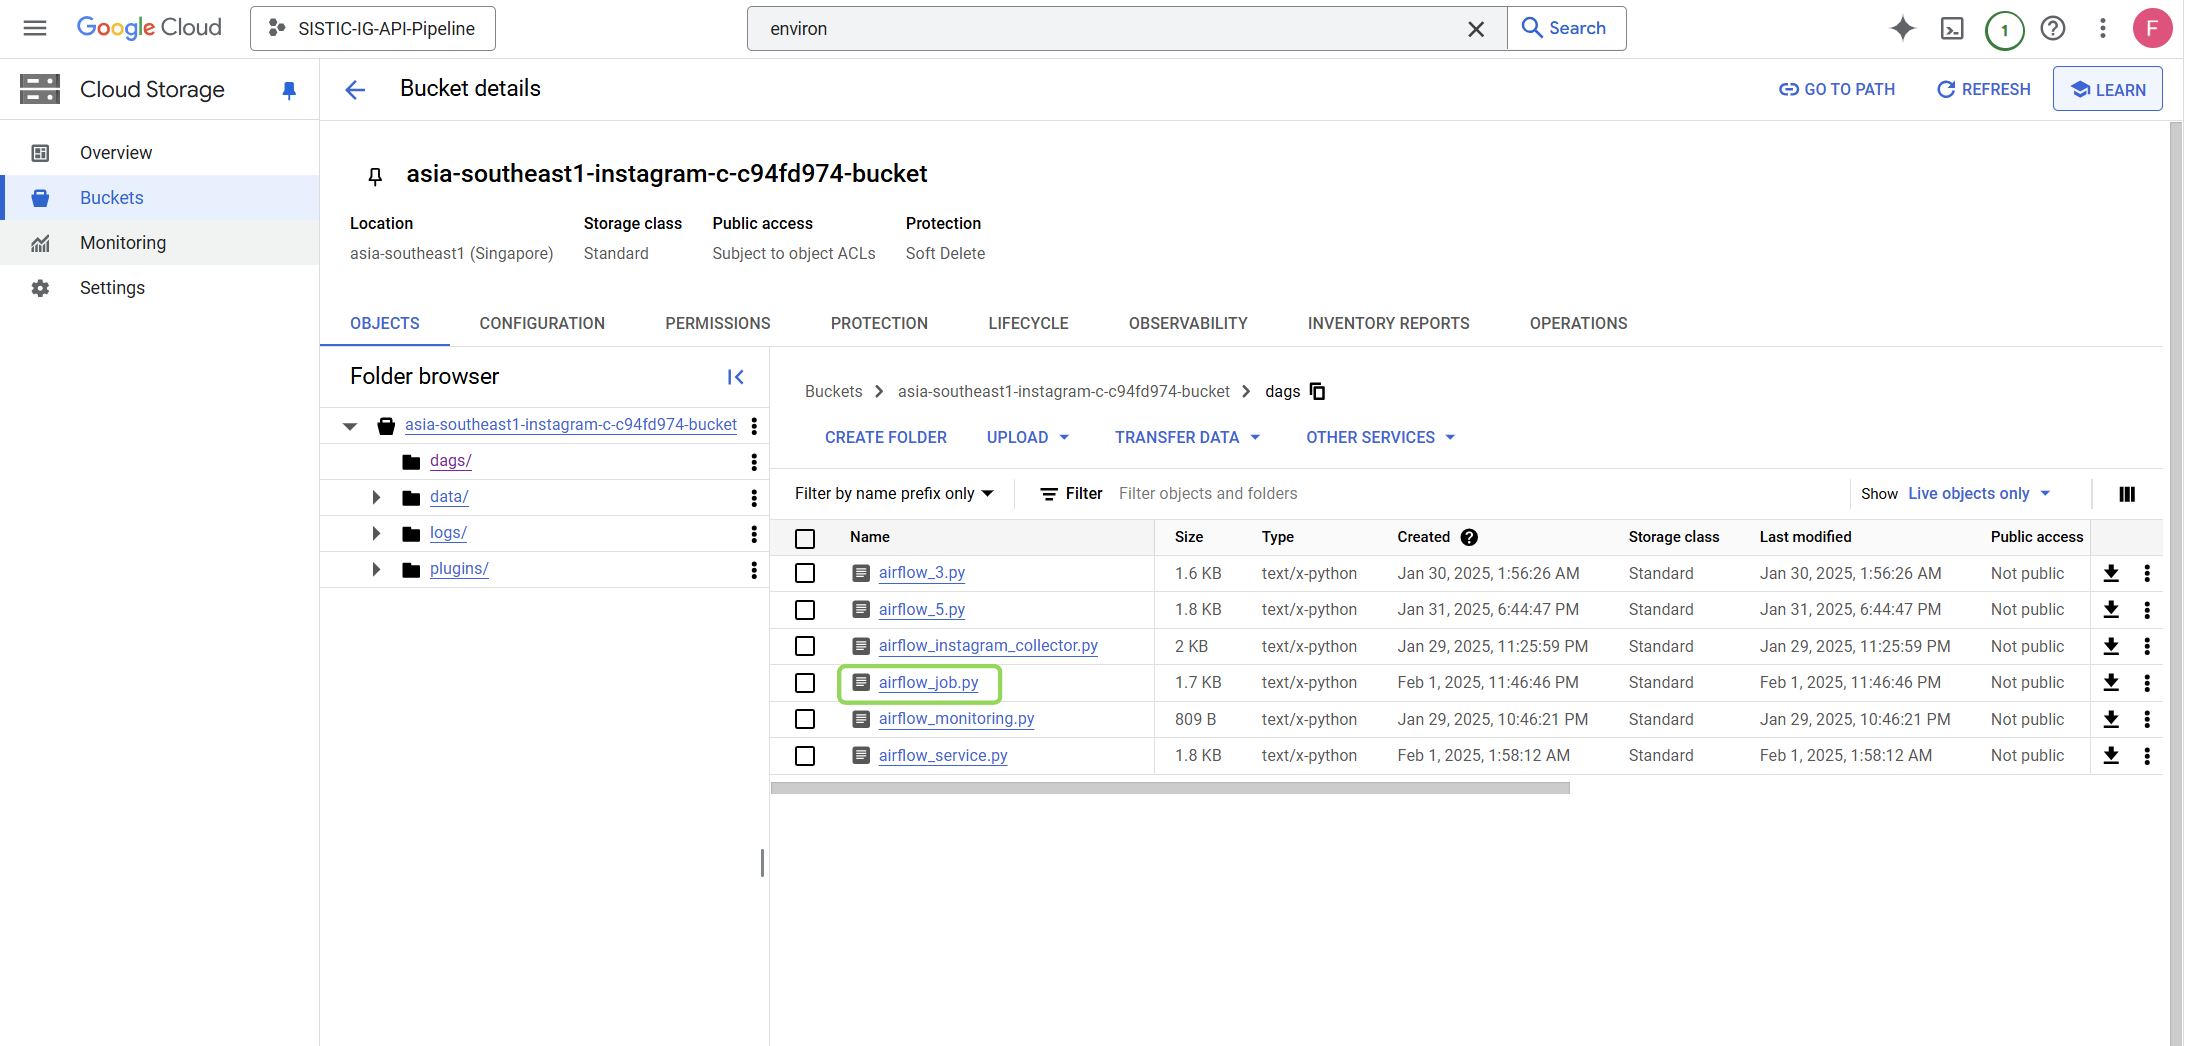 Google Cloud SISTIC-IG-API-Pipeline environ Search 1 F
Cloud Storage Bucket details GO TO PATH REFRESH LEARN
Overview
Buckets
Monitoring
Settings
asia-southeast1-instagram-c-c94fd974-bucket
Location Storage class Public access Protection
asia-southeast1 (Singapore) Standard Subject to object ACLs Soft Delete
OBJECTS CONFIGURATION PERMISSIONS PROTECTION LIFECYCLE OBSERVABILITY INVENTORY REPORTS OPERATIONS
Folder browser
asia-southeast1-instagram-c-c94fd974-bucket
dags/
data/
logs/
plugins/
Buckets > asia-southeast1-instagram-c-c94fd974-bucket > dags
CREATE FOLDER UPLOAD TRANSFER DATA OTHER SERVICES
Filter by name prefix only Filter Filter objects and folders Show Live objects only
Name Size Type Created Storage class Last modified Public access
airflow_3.py 1.6 KB text/x-python Jan 30, 2025, 1:56:26 AM Standard Jan 30, 2025, 1:56:26 AM Not public
airflow_5.py 1.8 KB text/x-python Jan 31, 2025, 6:44:47 PM Standard Jan 31, 2025, 6:44:47 PM Not public
airflow_instagram_collector.py 2 KB text/x-python Jan 29, 2025, 11:25:59 PM Standard Jan 29, 2025, 11:25:59 PM Not public
airflow_job.py 1.7 KB text/x-python Feb 1, 2025, 11:46:46 PM Standard Feb 1, 2025, 11:46:46 PM Not public
airflow_monitoring.py 809 B text/x-python Jan 29, 2025, 10:46:21 PM Standard Jan 29, 2025, 10:46:21 PM Not public
airflow_service.py 1.8 KB text/x-python Feb 1, 2025, 1:58:12 AM Standard Feb 1, 2025, 1:58:12 AM Not public